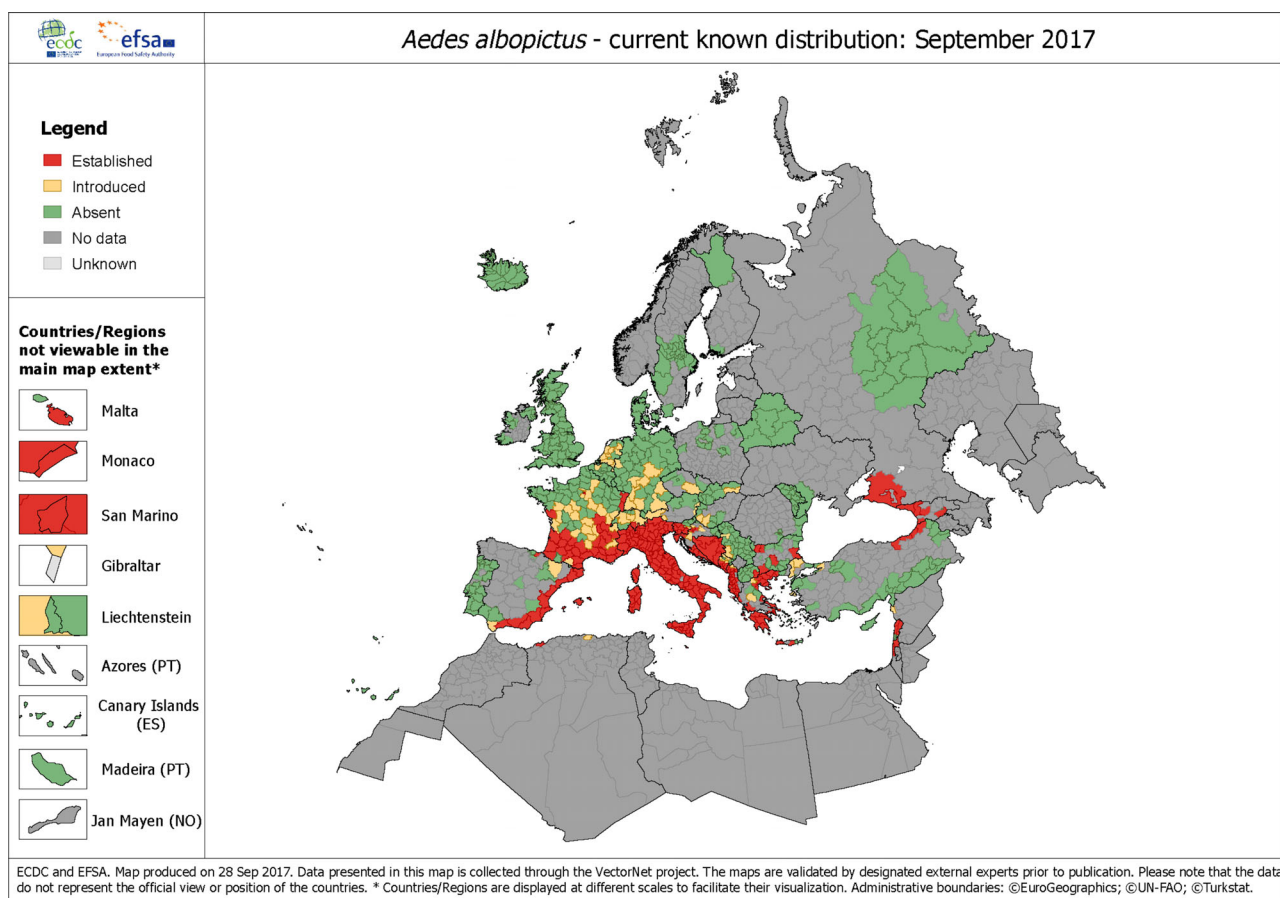 ecdc
efsa
European Food Safety Authority
Aedes albopictus - current known distribution: September 2017
Legend
Established
Introduced
Absent
No data
Unknown
Countries/Regions
not viewable in the
main map extent*
Malta
Monaco
San Marino
Gibraltar
Liechtenstein
Azores (PT)
Canary Islands
(ES)
Madeira (PT)
Jan Mayen (NO)
ECDC and EFSA. Map produced on 28 Sep 2017. Data presented in this map is collected through the VectorNet project. The maps are validated by designated external experts prior to publication. Please note that the data
do not represent the official view or position of the countries. * Countries/Regions are displayed at different scales to facilitate their visualization. Administrative boundaries: ©EuroGeographics; ©UN-FAO; ©Turkstat.